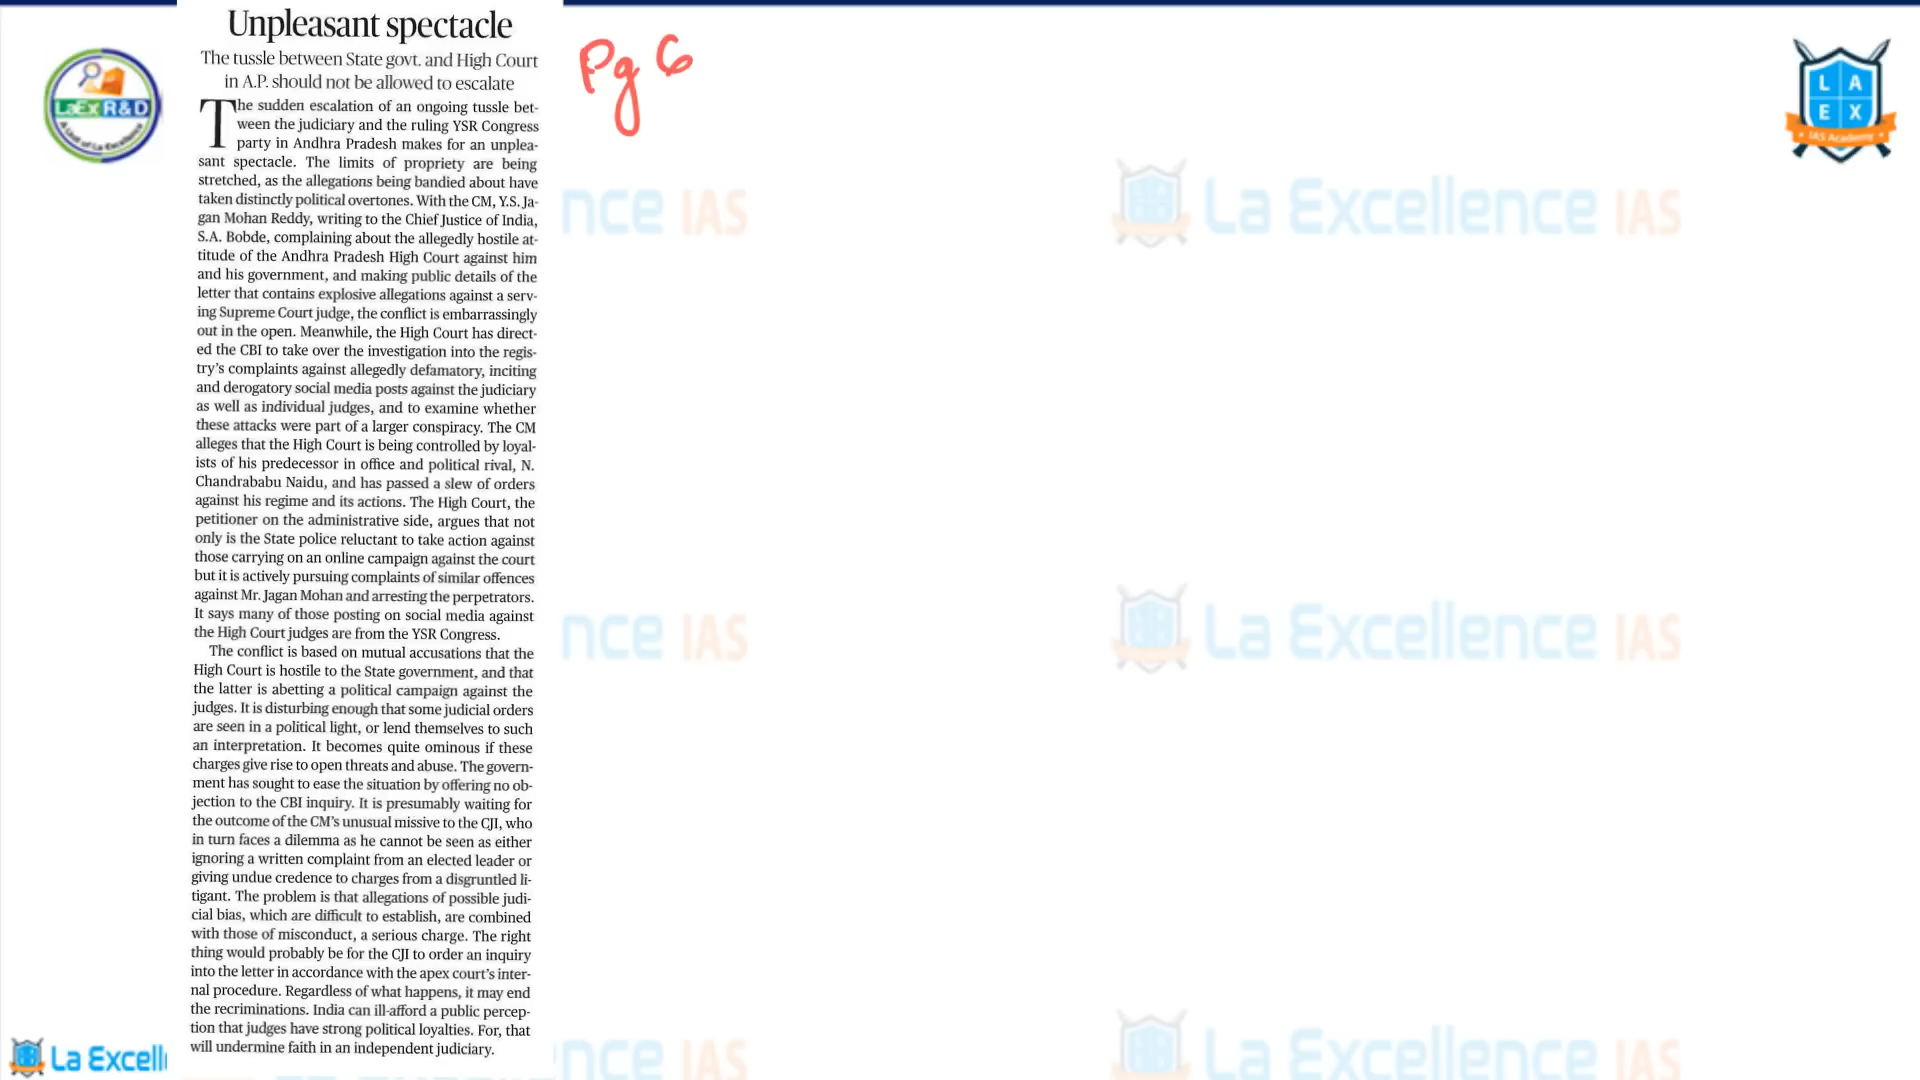 Unpleasant spectacle
The tussle between State govt. and High Court
in A.P. should not be allowed to escalate
The sudden escalation of an ongoing tussle bet-
ween the judiciary and the ruling YSR Congress
party in Andhra Pradesh makes for an unplea-
sant spectacle. The limits of propriety are being
stretched, as the allegations being bandied about have
taken distinctly political overtones. With the CM, Y.S. Ja-
gan Mohan Reddy, writing to the Chief Justice of India,
S.A. Bobde, complaining about the allegedly hostile at-
titude of the Andhra Pradesh High Court against him
and his government, and making public details of the
letter that contains explosive allegations against a serv-
ing Supreme Court judge, the conflict is embarrassingly
out in the open. Meanwhile, the High Court has direct-
ed the CBI to take over the investigation into the regis-
try's complaints against allegedly defamatory, inciting
and derogatory social media posts against the judiciary
as well as individual judges, and to examine whether
these attacks were part of a larger conspiracy. The CM
alleges that the High Court is being controlled by loyal-
ists of his predecessor in office and political rival, N.
Chandrababu Naidu, and has passed a slew of orders
against his regime and its actions. The High Court, the
petitioner on the administrative side, argues that not
only is the State police reluctant to take action against
those carrying on an online campaign against the court
but it is actively pursuing complaints of similar offences
against Mr. Jagan Mohan and arresting the perpetrators.
It says many of those posting on social media against
the High Court judges are from the YSR Congress.
The conflict is based on mutual accusations that the
High Court is hostile to the State government, and that
the latter is abetting a political campaign against the
judges. It is disturbing enough that some judicial orders
are seen in a political light, or lend themselves to such
an interpretation. It becomes quite ominous if these
charges give rise to open threats and abuse. The govern-
ment has sought to ease the situation by offering no ob-
jection to the CBI inquiry. It is presumably waiting for
the outcome of the CM's unusual missive to the CJI, who
in turn faces a dilemma as he cannot be seen as either
ignoring a written complaint from an elected leader or
giving undue credence to charges from a disgruntled li-
tigant. The problem is that allegations of possible judi-
cial bias, which are difficult to establish, are combined
with those of misconduct, a serious charge. The right
thing would probably be for the CJI to order an inquiry
into the letter in accordance with the apex court's inter-
nal procedure. Regardless of what happens, it may end
the recriminations. India can ill-afford a public percep-
tion that judges have strong political loyalties. For, that
will undermine faith in an independent judiciary.
Pg 6
LaEx R&D
A Unit of La Excellence
L A
E X
IAS Academy
nce IAS
La Excellence IAS
nce IAS
La Excellence IAS
La Excell
nce IAS
La Excellence IAS